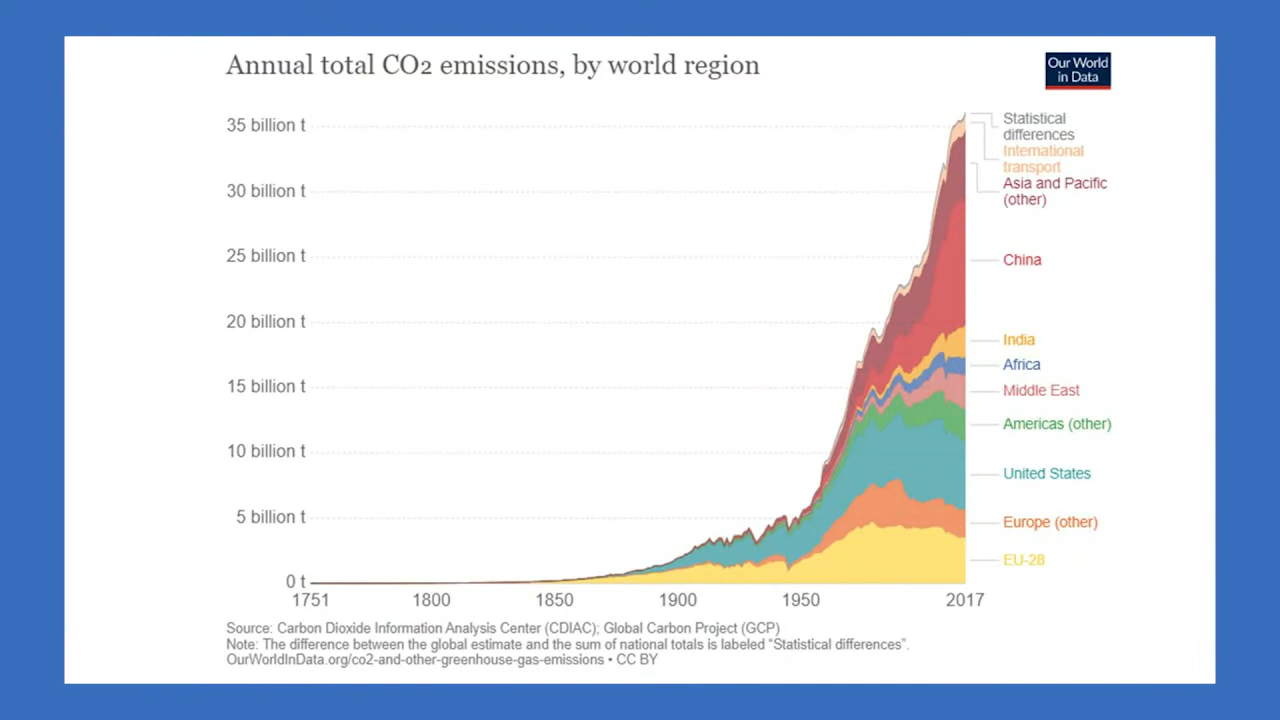 Annual total CO2 emissions, by world region
Our World
in Data
35 billion t
30 billion t
25 billion t
20 billion t
15 billion t
10 billion t
5 billion t
0 t
1751
1800
1850
1900
1950
2017
Statistical
differences
International
transport
Asia and Pacific
(other)
China
India
Africa
Middle East
Americas (other)
United States
Europe (other)
EU-28
Source: Carbon Dioxide Information Analysis Center (CDIAC); Global Carbon Project (GCP)
Note: The difference between the global estimate and the sum of national totals is labeled "Statistical differences".
OurWorldInData.org/co2-and-other-greenhouse-gas-emissions • CC BY